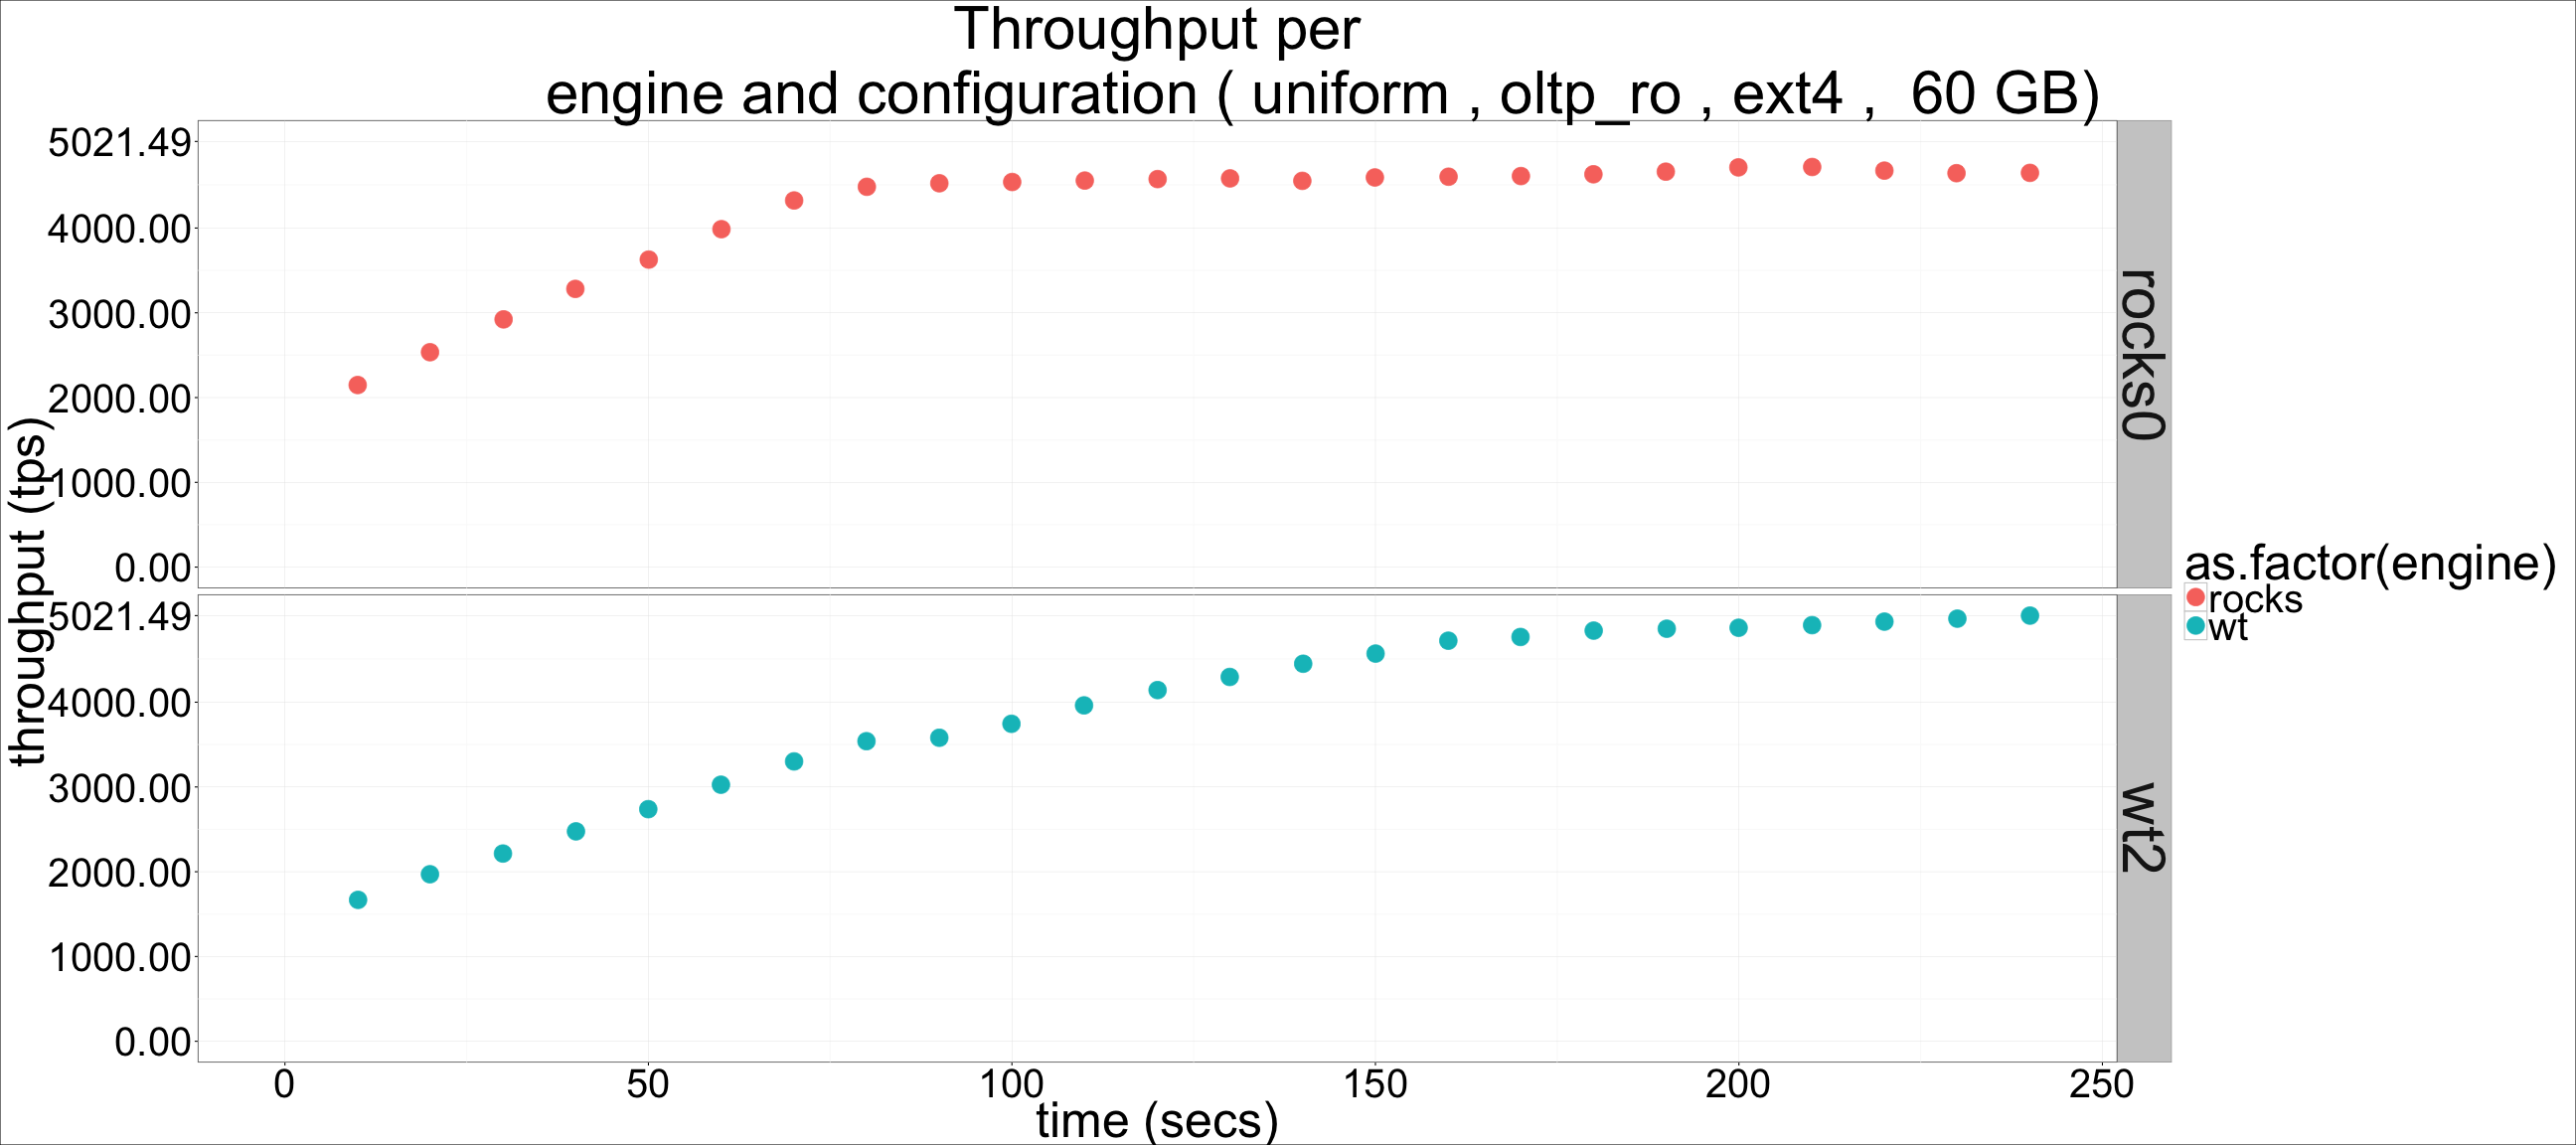 Throughput per
engine and configuration ( uniform , oltp_ro , ext4 ,  60 GB)
throughput (tps)
5021.49
4000.00
3000.00
2000.00
1000.00
0.00
rocks0
5021.49
4000.00
3000.00
2000.00
1000.00
0.00
wt2
0 50 100 150 200 250
time (secs)
as.factor(engine)
rocks
wt